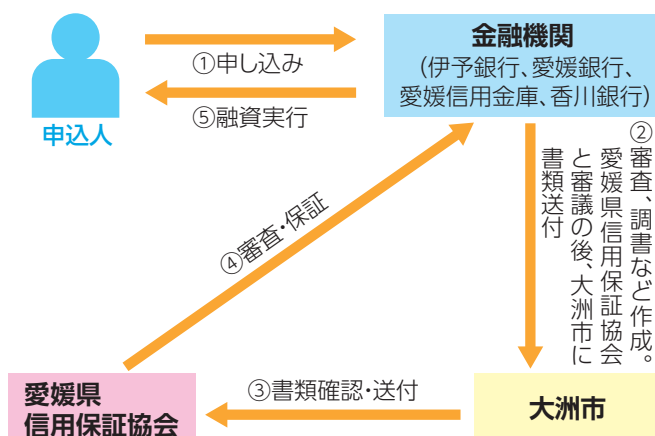 申込人
①申し込み
⑤融資実行
金融機関
(伊予銀行、愛媛銀行、
愛媛信用金庫、香川銀行)
②審査、調書など作成。
愛媛県信用保証協会
と審議の後、大洲市に
書類送付
④審査・保証
③書類確認・送付
愛媛県
信用保証協会
大洲市